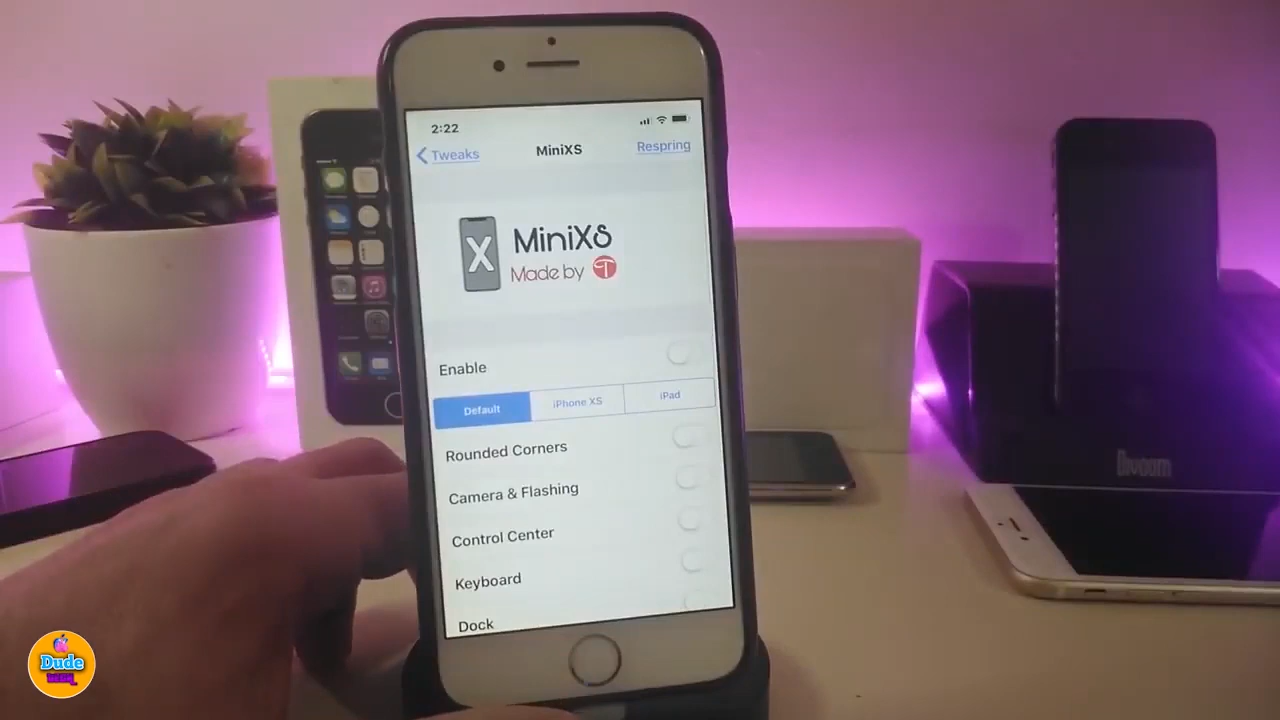 2:22
Tweaks
MiniXS
Respring
X
MiniXS
Made by T
Enable
Default
iPhone XS
iPad
Rounded Corners
Camera & Flashing
Control Center
Keyboard
Dock
Divoom
Dude